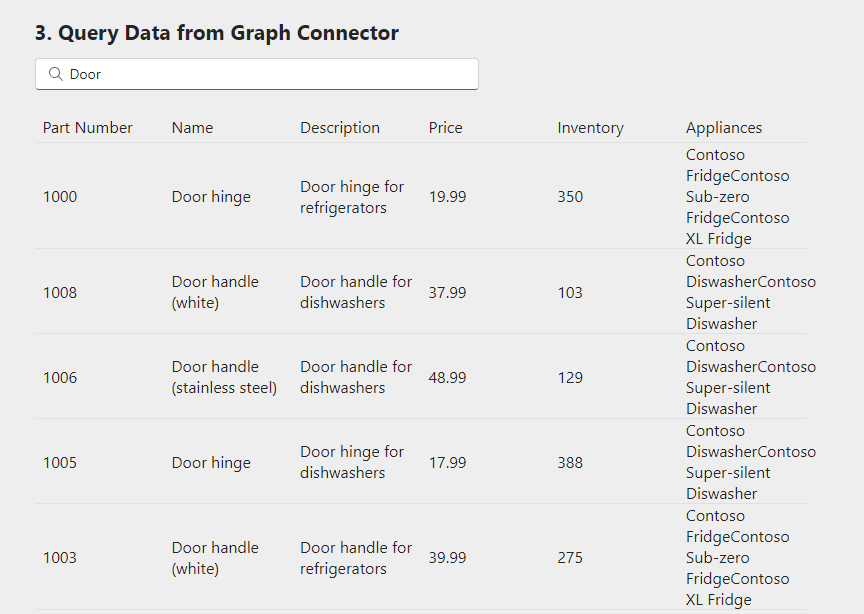 3. Query Data from Graph Connector
Door
Part Number Name Description Price Inventory Appliances
1000 Door hinge Door hinge for refrigerators 19.99 350 Contoso FridgeContoso Sub-zero FridgeContoso XL Fridge
1008 Door handle (white) Door handle for dishwashers 37.99 103 Contoso DiswasherContoso Super-silent Diswasher
1006 Door handle (stainless steel) Door handle for dishwashers 48.99 129 Contoso DiswasherContoso Super-silent Diswasher
1005 Door hinge Door hinge for dishwashers 17.99 388 Contoso DiswasherContoso Super-silent Diswasher
1003 Door handle (white) Door handle for refrigerators 39.99 275 Contoso FridgeContoso Sub-zero FridgeContoso XL Fridge